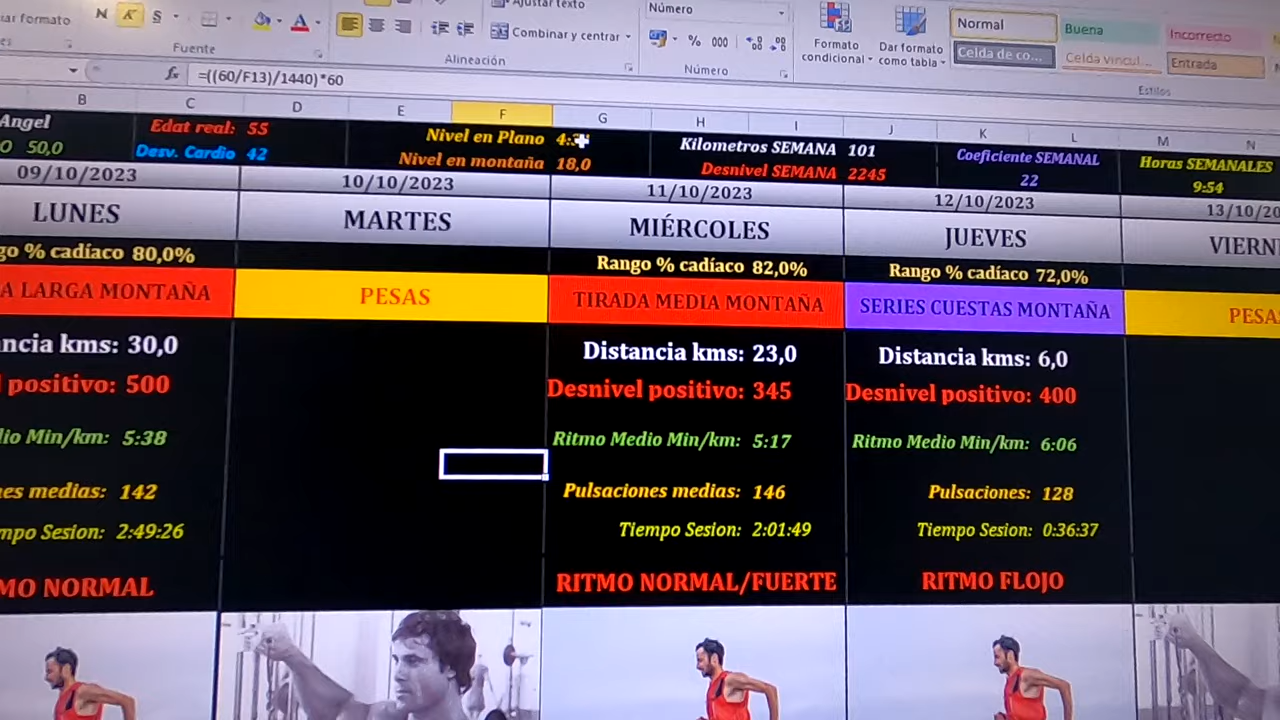 iar formato
N K S
Ajustar texto
Combinar y centrar
Número
% 000
Formato condicional
Dar formato como tabla
Normal
Buena
Incorrecto
Celda de co...
Celda vincul...
Entrada
Fuente
Alineación
Número
Estilos
fx =((60/F13)/1440)*60
B C D E F G H I J K L M N
Angel
Edat real: 55
Nivel en Plano
Kilometros SEMANA 101
Coeficiente SEMANAL
Horas SEMANALES
O 50,0
Desv. Cardio 42
Nivel en montaña 18,0
Desnivel SEMANA 2245
22
9:54
09/10/2023
10/10/2023
11/10/2023
12/10/2023
13/10/20
LUNES
MARTES
MIÉRCOLES
JUEVES
VIERN
go % cadíaco 80,0%
Rango % cadíaco 82,0%
Rango % cadíaco 72,0%
A LARGA MONTAÑA
PESAS
TIRADA MEDIA MONTAÑA
SERIES CUESTAS MONTAÑA
PESA
ncia kms: 30,0
Distancia kms: 23,0
Distancia kms: 6,0
positivo: 500
Desnivel positivo: 345
Desnivel positivo: 400
dio Min/km: 5:38
Ritmo Medio Min/km: 5:17
Ritmo Medio Min/km: 6:06
nes medias: 142
Pulsaciones medias: 146
Pulsaciones: 128
mpo Sesion: 2:49:26
Tiempo Sesion: 2:01:49
Tiempo Sesion: 0:36:37
MO NORMAL
RITMO NORMAL/FUERTE
RITMO FLOJO